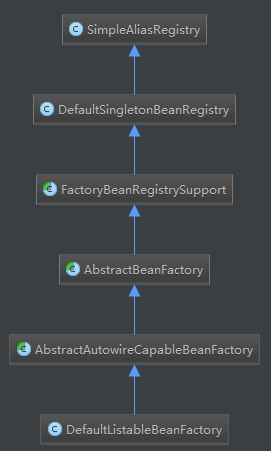 SimpleAliasRegistry
DefaultSingletonBeanRegistry
FactoryBeanRegistrySupport
AbstractBeanFactory
AbstractAutowireCapableBeanFactory
DefaultListableBeanFactory